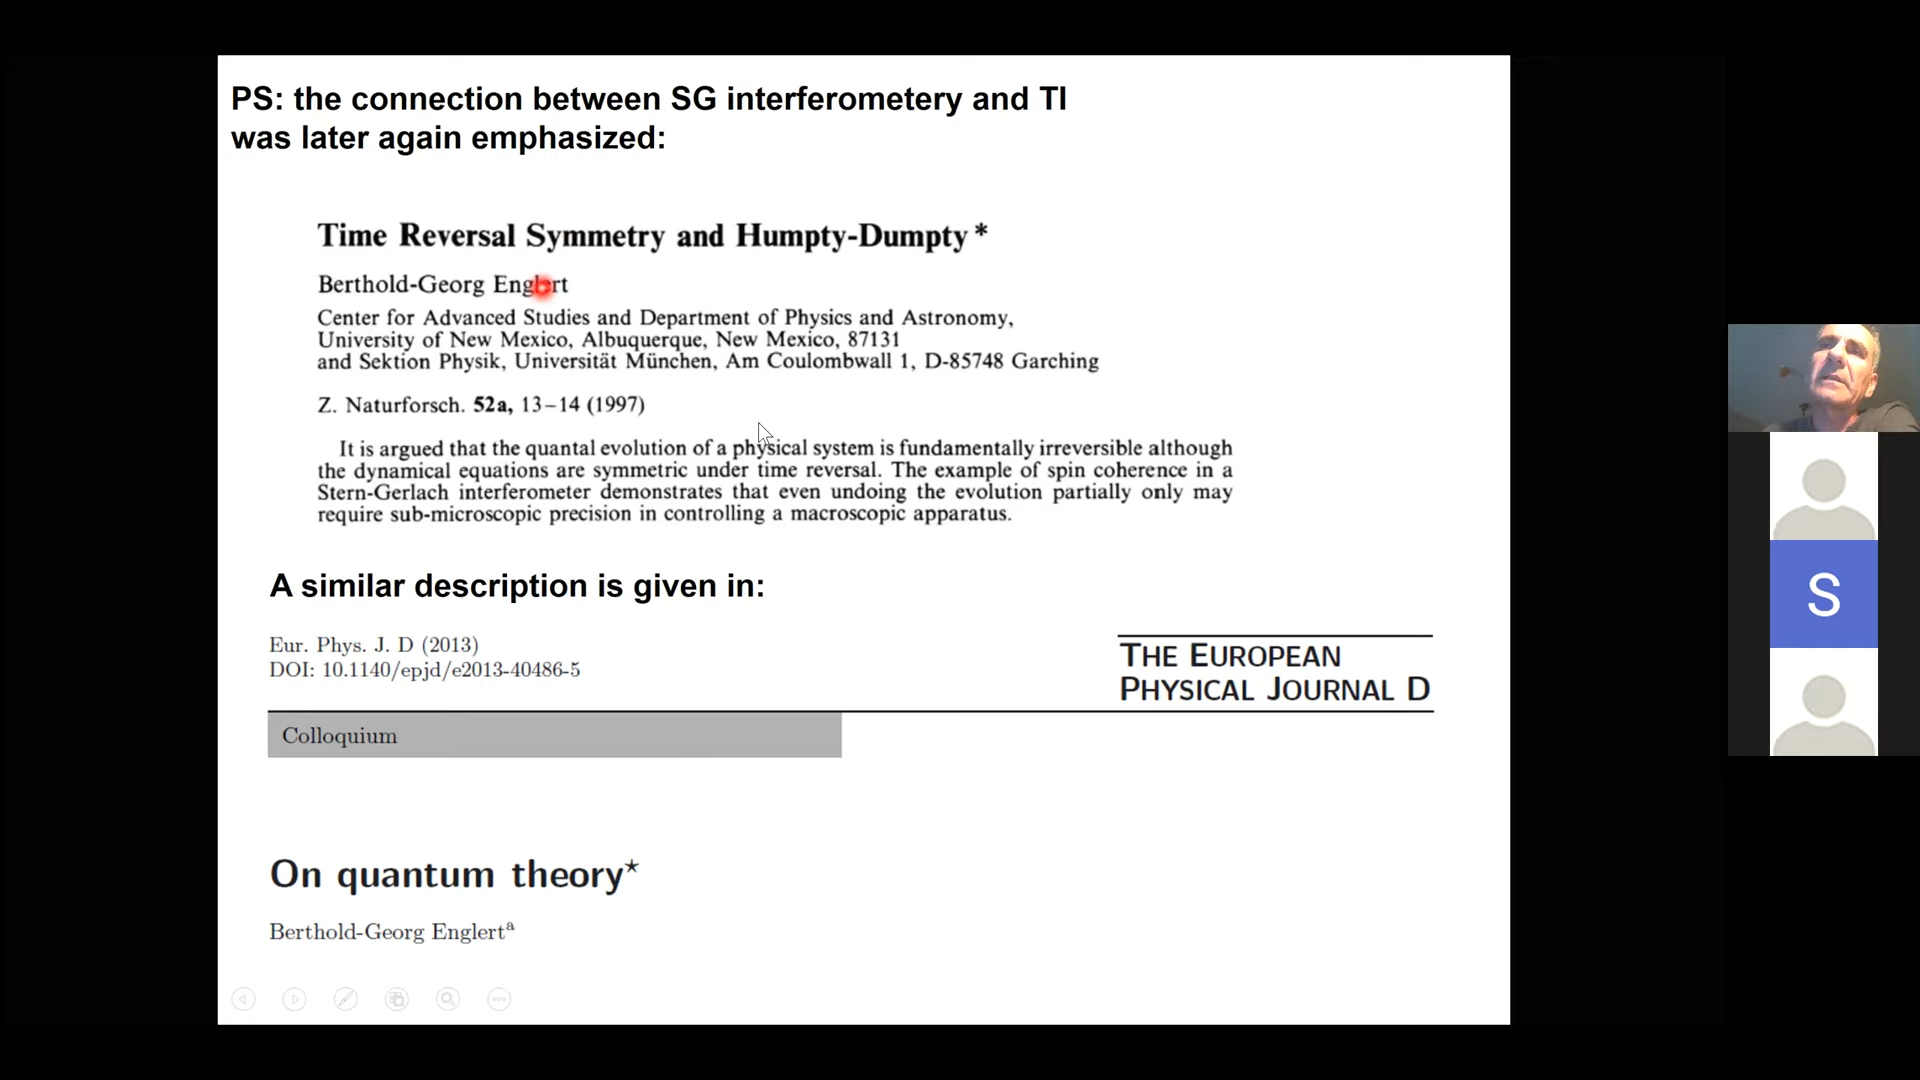 PS: the connection between SG interferometery and TI
was later again emphasized:
Time Reversal Symmetry and Humpty-Dumpty *
Berthold-Georg Englert
Center for Advanced Studies and Department of Physics and Astronomy,
University of New Mexico, Albuquerque, New Mexico, 87131
and Sektion Physik, Universität München, Am Coulombwall 1, D-85748 Garching
Z. Naturforsch. 52a, 13–14 (1997)
It is argued that the quantal evolution of a physical system is fundamentally irreversible although
the dynamical equations are symmetric under time reversal. The example of spin coherence in a
Stern-Gerlach interferometer demonstrates that even undoing the evolution partially only may
require sub-microscopic precision in controlling a macroscopic apparatus.
A similar description is given in:
Eur. Phys. J. D (2013)
DOI: 10.1140/epjd/e2013-40486-5
THE EUROPEAN
PHYSICAL JOURNAL D
Colloquium
On quantum theory*
Berthold-Georg Englert a
S